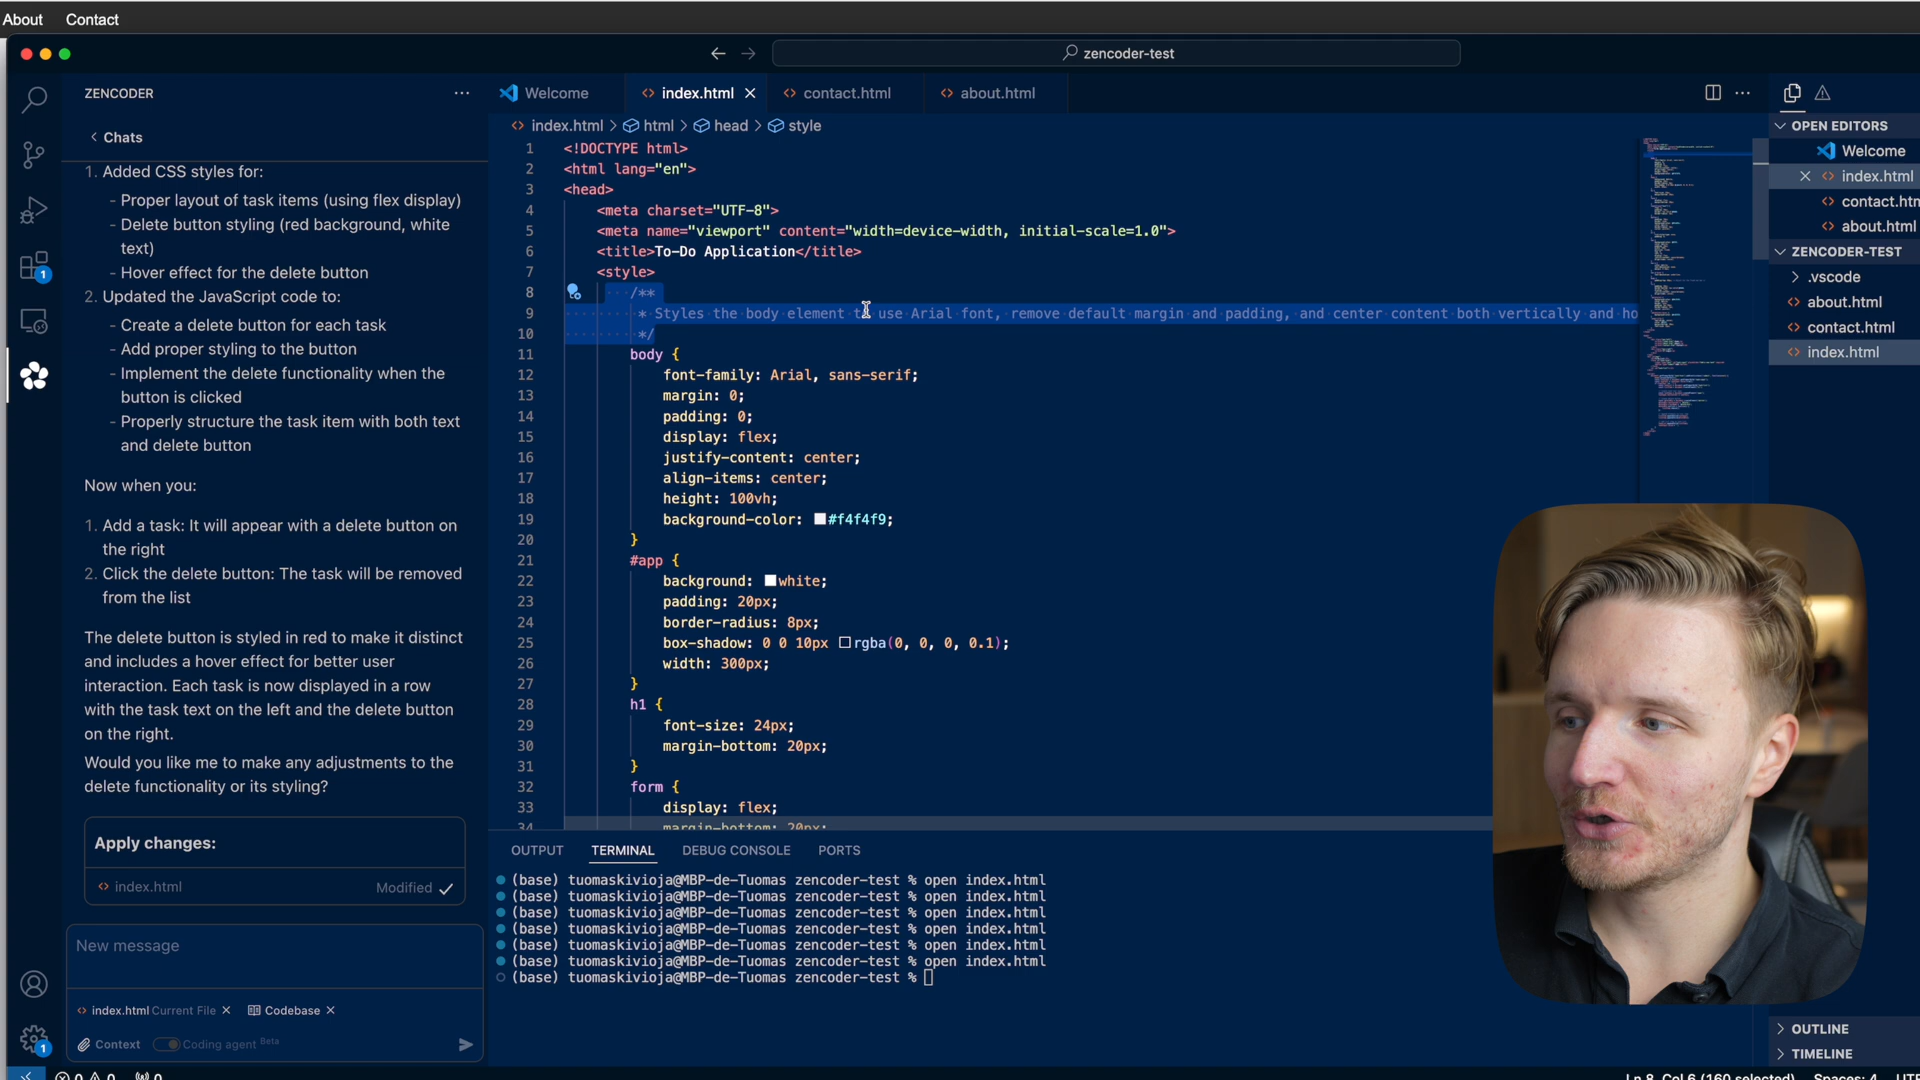 About Contact
zencoder-test
ZENCODER
Welcome index.html contact.html about.html
Chats
1. Added CSS styles for:
- Proper layout of task items (using flex display)
- Delete button styling (red background, white
text)
- Hover effect for the delete button
2. Updated the JavaScript code to:
- Create a delete button for each task
- Add proper styling to the button
- Implement the delete functionality when the
button is clicked
- Properly structure the task item with both text
and delete button
Now when you:
1. Add a task: It will appear with a delete button on
the right
2. Click the delete button: The task will be removed
from the list
The delete button is styled in red to make it distinct
and includes a hover effect for better user
interaction. Each task is now displayed in a row
with the task text on the left and the delete button
on the right.
Would you like me to make any adjustments to the
delete functionality or its styling?
Apply changes:
index.html Modified
New message
index.html Current File Codebase
Context Coding agent Beta
1
1
index.html > html > head > style
1 <!DOCTYPE html>
2 <html lang="en">
3 <head>
4 <meta charset="UTF-8">
5 <meta name="viewport" content="width=device-width, initial-scale=1.0">
6 <title>To-Do Application</title>
7 <style>
8 /**
9 * Styles the body element to use Arial font, remove default margin and padding, and center content both vertically and ho
10 */
11 body {
12 font-family: Arial, sans-serif;
13 margin: 0;
14 padding: 0;
15 display: flex;
16 justify-content: center;
17 align-items: center;
18 height: 100vh;
19 background-color: #f4f4f9;
20 }
21 #app {
22 background: white;
23 padding: 20px;
24 border-radius: 8px;
25 box-shadow: 0 0 10px rgba(0, 0, 0, 0.1);
26 width: 300px;
27 }
28 h1 {
29 font-size: 24px;
30 margin-bottom: 20px;
31 }
32 form {
33 display: flex;
34 margin-bottom: 20px;
OUTPUT TERMINAL DEBUG CONSOLE PORTS
(base) tuomaskivioja@MBP-de-Tuomas zencoder-test % open index.html
(base) tuomaskivioja@MBP-de-Tuomas zencoder-test % open index.html
(base) tuomaskivioja@MBP-de-Tuomas zencoder-test % open index.html
(base) tuomaskivioja@MBP-de-Tuomas zencoder-test % open index.html
(base) tuomaskivioja@MBP-de-Tuomas zencoder-test % open index.html
(base) tuomaskivioja@MBP-de-Tuomas zencoder-test % open index.html
(base) tuomaskivioja@MBP-de-Tuomas zencoder-test %
OPEN EDITORS
Welcome
index.html
contact.htm
about.html
ZENCODER-TEST
.vscode
about.html
contact.html
index.html
OUTLINE
TIMELINE
0 0 0
Ln 8, Col 6 (160 selected) Spaces: 4 UTF